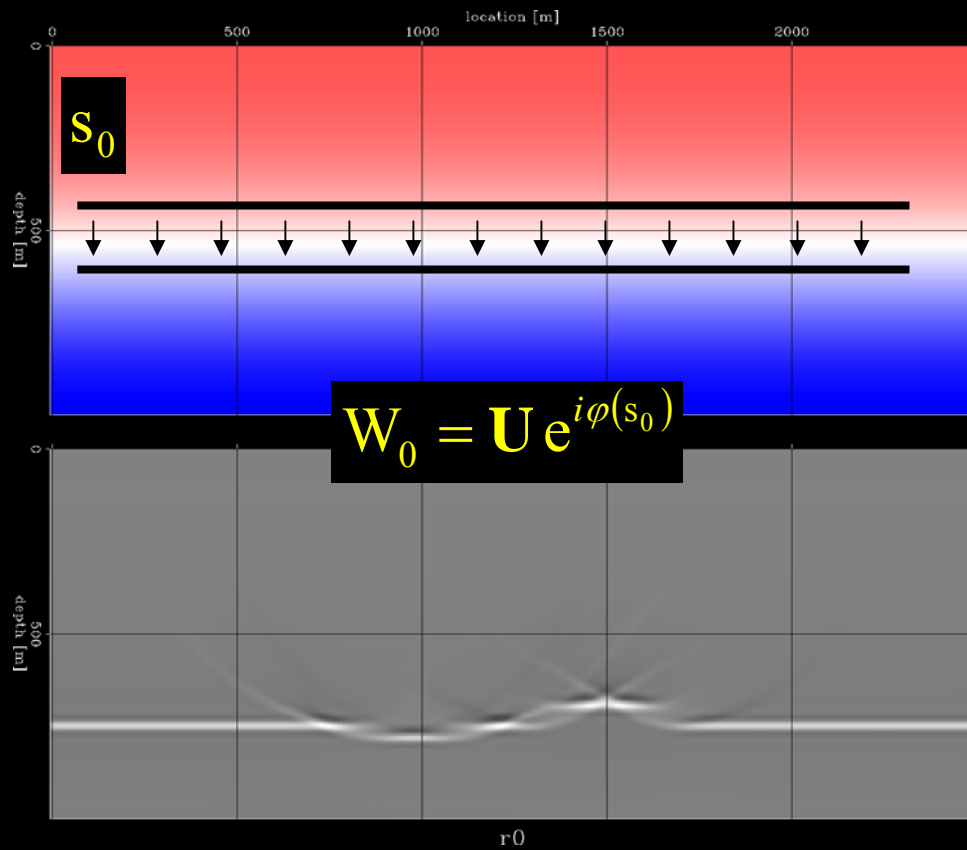 location [m]
0 500 1000 1500 2000
0
s₀
depth [m]
500
W₀ = U e^{iφ(s₀)}
0
depth [m]
500
r0